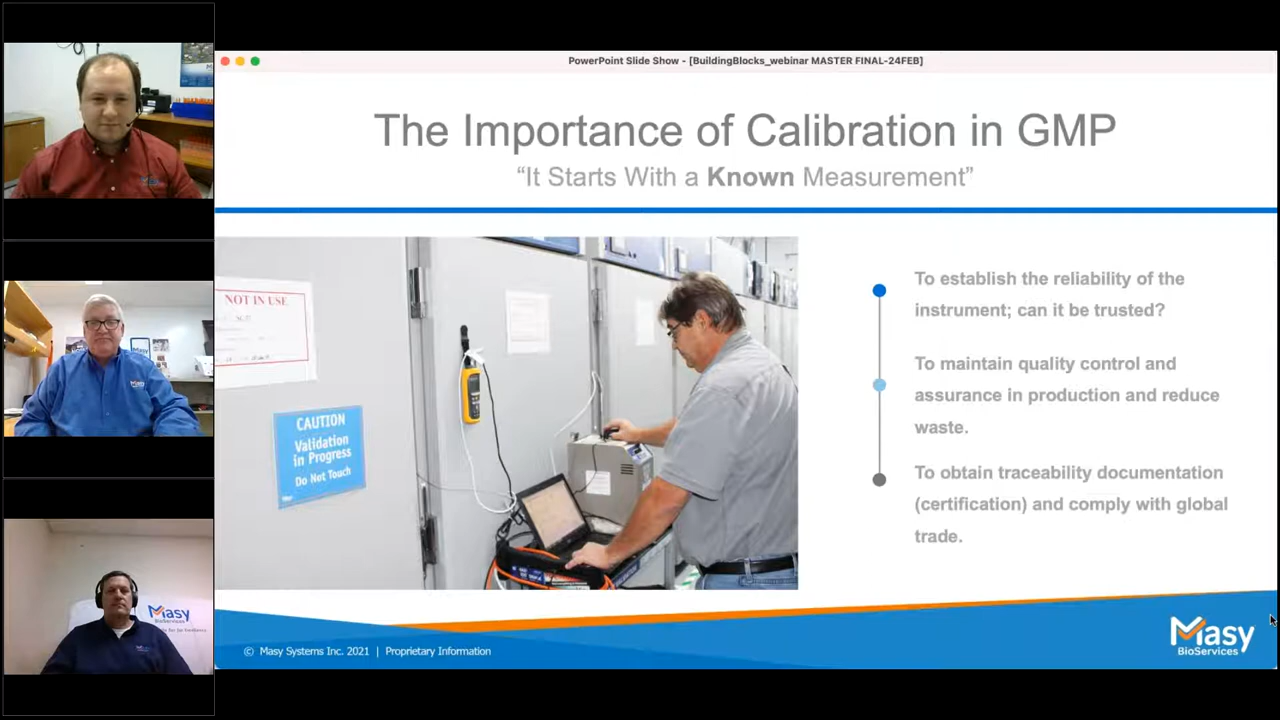 PowerPoint Slide Show - [BuildingBlocks_webinar MASTER FINAL-24FEB]
The Importance of Calibration in GMP
“It Starts With a Known Measurement”
NOT IN USE
CAUTION
Validation
in Progress
Do Not Touch
To establish the reliability of the
instrument; can it be trusted?
To maintain quality control and
assurance in production and reduce
waste.
To obtain traceability documentation
(certification) and comply with global
trade.
Masy
Masy
BioServices
© Masy Systems Inc. 2021 | Proprietary Information
Masy
BioServices